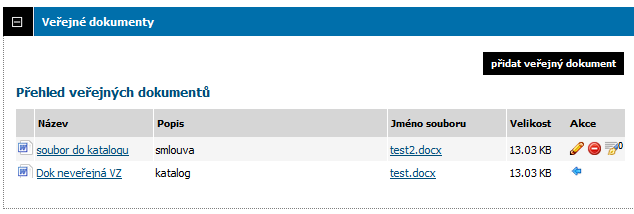 Veřejné dokumenty
přidat veřejný dokument
Přehled veřejných dokumentů
Název Popis Jméno souboru Velikost Akce
soubor do katalogu smlouva test2.docx 13.03 KB 0
Dok neveřejná VZ katalog test.docx 13.03 KB